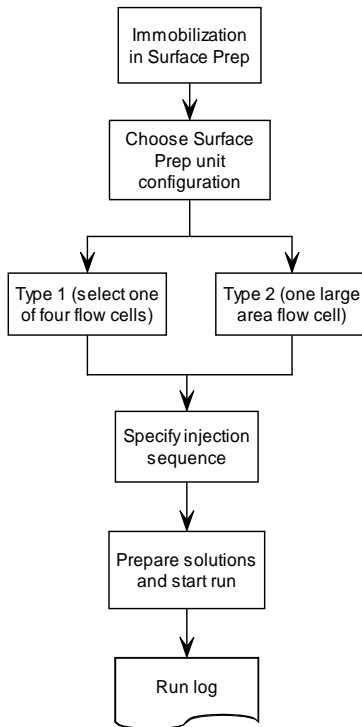 Immobilization
in Surface Prep
Choose Surface
Prep unit
configuration
Type 1 (select one
of four flow cells)
Type 2 (one large
area flow cell)
Specify injection
sequence
Prepare solutions
and start run
Run log